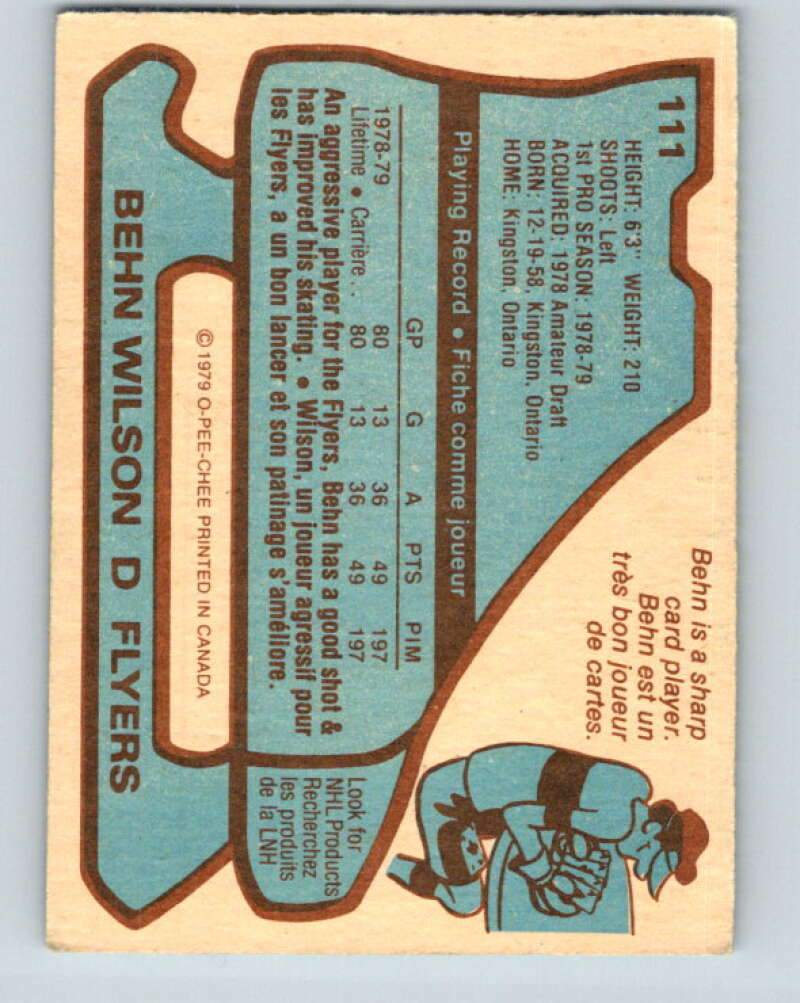 111
HEIGHT: 6'3" WEIGHT: 210
SHOOTS: Left
1st PRO SEASON: 1978-79
ACQUIRED: 1978 Amateur Draft
BORN: 12-19-58, Kingston, Ontario
HOME: Kingston, Ontario
Behn is a sharp
card player.
Behn est un
très bon joueur
de cartes.
Playing Record • Fiche comme joueur
GP G A PTS PIM
1978-79 80 13 36 49 197
Lifetime • Carrière.. 80 13 36 49 197
An aggressive player for the Flyers, Behn has a good shot &
has improved his skating. • Wilson, un joueur agressif pour
les Flyers, a un bon lancer et son patinage s'améliore.
Look for
NHL Products
Recherchez
les produits
de la LNH
© 1979 O-PEE-CHEE PRINTED IN CANADA
BEHN WILSON D FLYERS